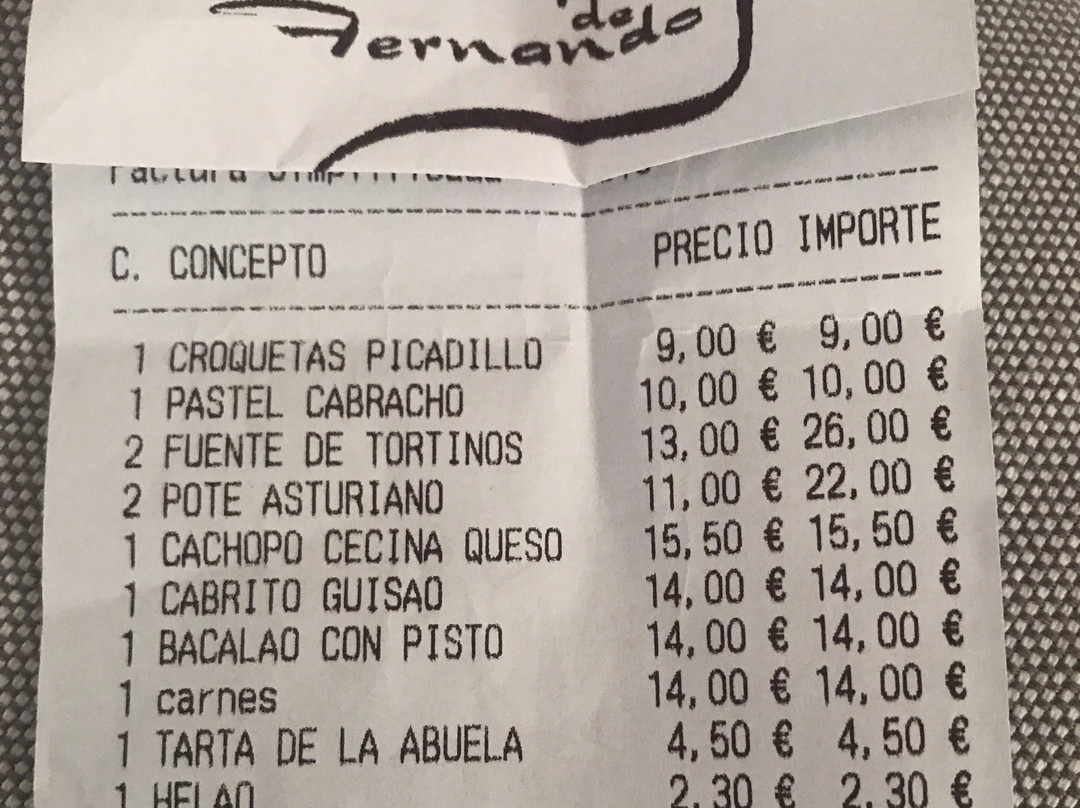 de
Fernando
Factura Simplificada
C. CONCEPTO PRECIO IMPORTE
1 CROQUETAS PICADILLO 9,00 € 9,00 €
1 PASTEL CABRACHO 10,00 € 10,00 €
2 FUENTE DE TORTINOS 13,00 € 26,00 €
2 POTE ASTURIANO 11,00 € 22,00 €
1 CACHOPO CECINA QUESO 15,50 € 15,50 €
1 CABRITO GUISAO 14,00 € 14,00 €
1 BACALAO CON PISTO 14,00 € 14,00 €
1 carnes 14,00 € 14,00 €
1 TARTA DE LA ABUELA 4,50 € 4,50 €
1 HELAO 2,30 € 2,30 €